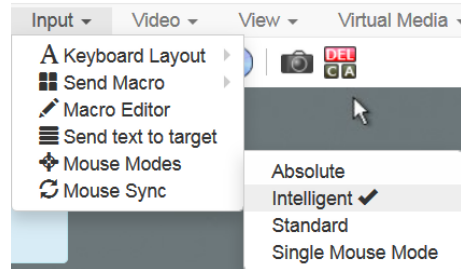 Input Video View Virtual Media
A Keyboard Layout
DEL
C A
Send Macro
Macro Editor
Send text to target
Mouse Modes
Mouse Sync
Absolute
Intelligent
Standard
Single Mouse Mode